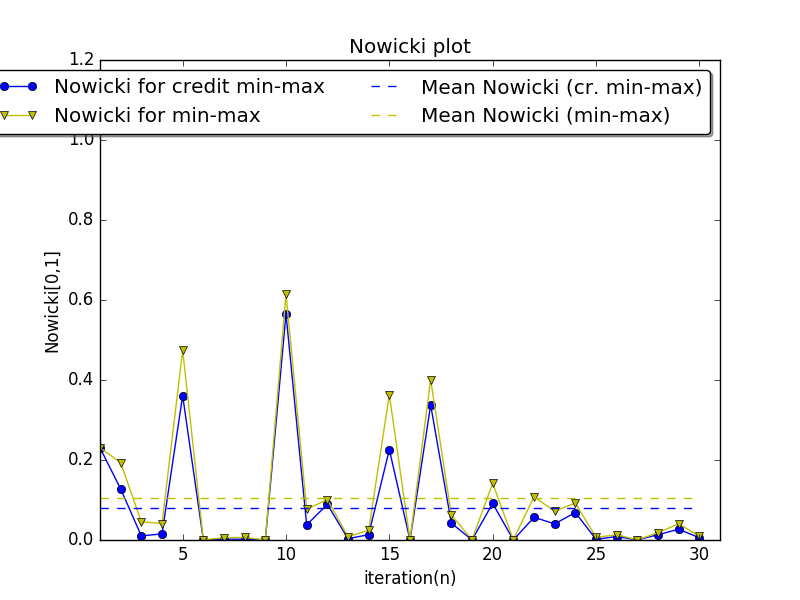 Nowicki plot
Nowicki for credit min-max
Nowicki for min-max
Mean Nowicki (cr. min-max)
Mean Nowicki (min-max)
1.2
1.0
0.8
0.6
0.4
0.2
0.0
Nowicki[0,1]
5 10 15 20 25 30
iteration(n)